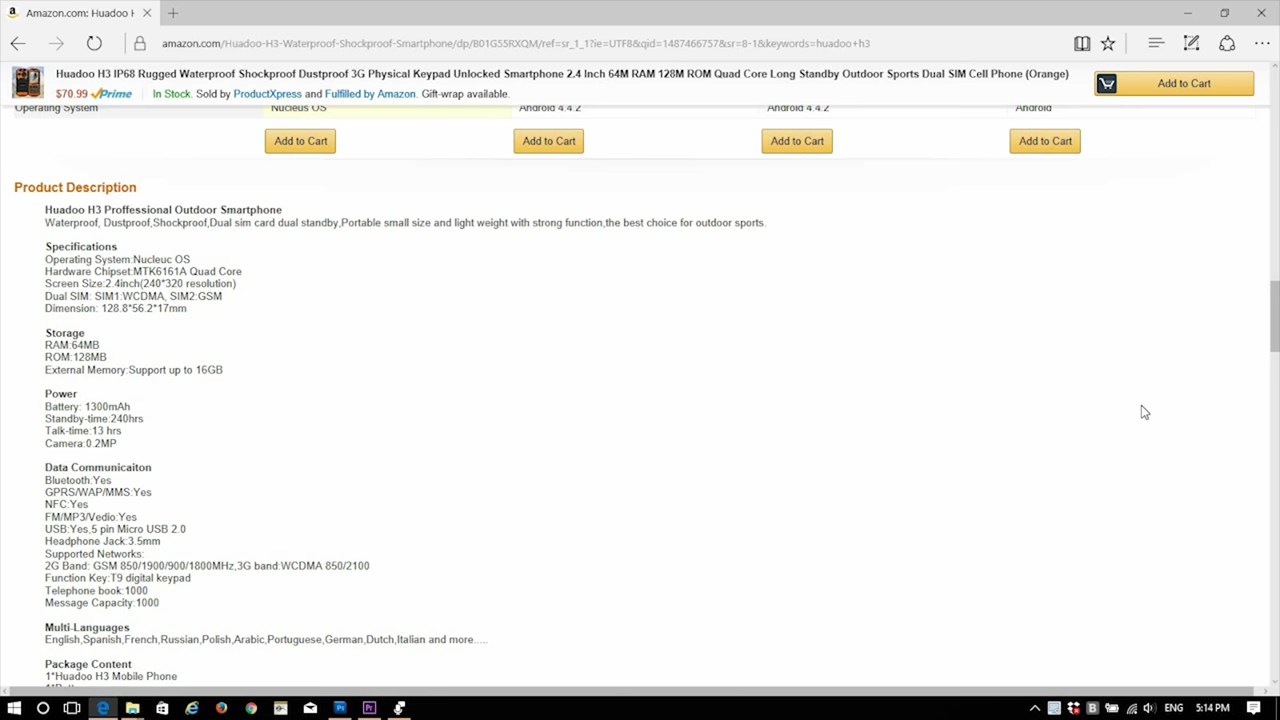 Amazon.com: Huadoo H
amazon.com/Huadoo-H3-Waterproof-Shockproof-Smartphone/dp/B01G55RXQM/ref=sr_1_1?ie=UTF8&qid=1487466757&sr=8-1&keywords=huadoo+h3
Huadoo H3 IP68 Rugged Waterproof Shockproof Dustproof 3G Physical Keypad Unlocked Smartphone 2.4 Inch 64M RAM 128M ROM Quad Core Long Standby Outdoor Sports Dual SIM Cell Phone (Orange)
$70.99 Prime In Stock. Sold by ProductXpress and Fulfilled by Amazon. Gift-wrap available.
Add to Cart
Operating System Nucleus OS Android 4.4.2 Android 4.4.2 Android
Add to Cart Add to Cart Add to Cart Add to Cart
Product Description
Huadoo H3 Proffessional Outdoor Smartphone
Waterproof, Dustproof,Shockproof,Dual sim card dual standby,Portable small size and light weight with strong function,the best choice for outdoor sports.
Specifications
Operating System:Nucleuc OS
Hardware Chipset:MTK6161A Quad Core
Screen Size:2.4inch(240*320 resolution)
Dual SIM: SIM1:WCDMA, SIM2:GSM
Dimension: 128.8*56.2*17mm
Storage
RAM:64MB
ROM:128MB
External Memory:Support up to 16GB
Power
Battery: 1300mAh
Standby-time:240hrs
Talk-time:13 hrs
Camera:0.2MP
Data Communicaiton
Bluetooth:Yes
GPRS/WAP/MMS:Yes
NFC:Yes
FM/MP3/Vedio:Yes
USB:Yes,5 pin Micro USB 2.0
Headphone Jack:3.5mm
Supported Networks:
2G Band: GSM 850/1900/900/1800MHz,3G band:WCDMA 850/2100
Function Key:T9 digital keypad
Telephone book:1000
Message Capacity:1000
Multi-Languages
English,Spanish,French,Russian,Polish,Arabic,Portuguese,German,Dutch,Italian and more.....
Package Content
1*Huadoo H3 Mobile Phone
ENG 5:14 PM